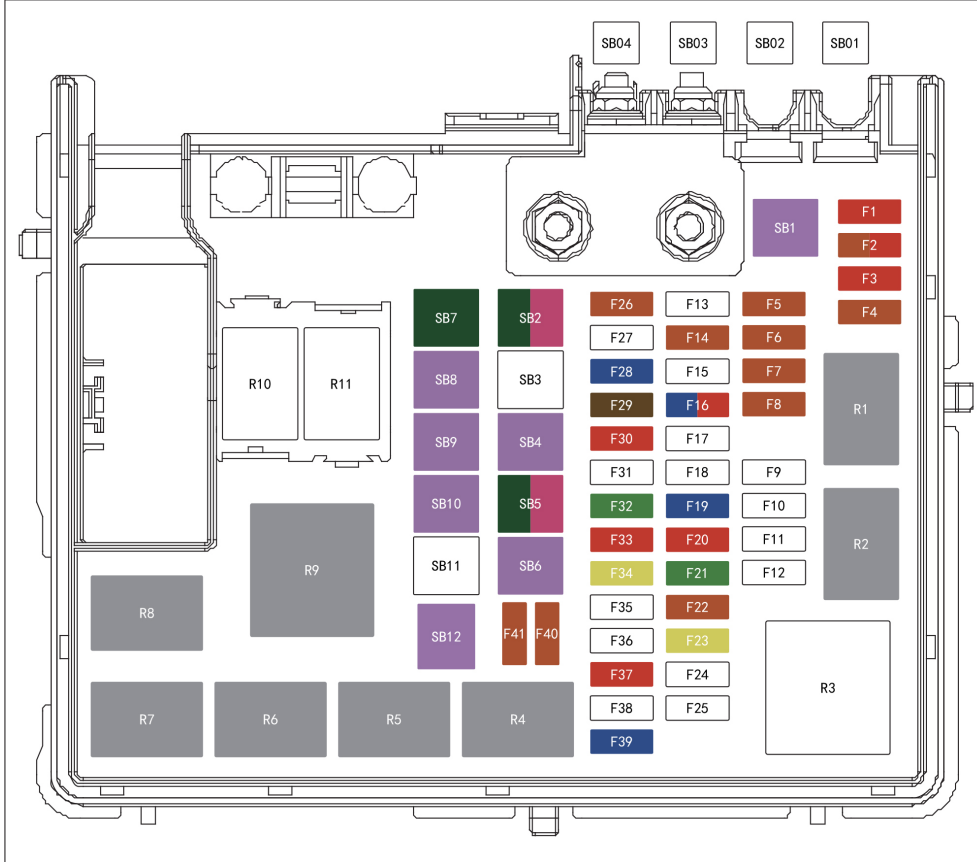 SB04 SB03 SB02 SB01
SB1 F1
F2
F3
F4
SB7 SB2 F26 F13 F5
F27 F14 F6
SB8 SB3 F28 F15 F7
F29 F16 F8
R10 R11 R1
SB9 SB4 F30 F17
F31 F18 F9
SB10 SB5 F32 F19 F10
F33 F20 F11
R2
R9 SB11 SB6 F34 F21 F12
R8 F35 F22
SB12 F41 F40 F36 F23
F37 F24
R3
F38 F25
R7 R6 R5 R4
F39